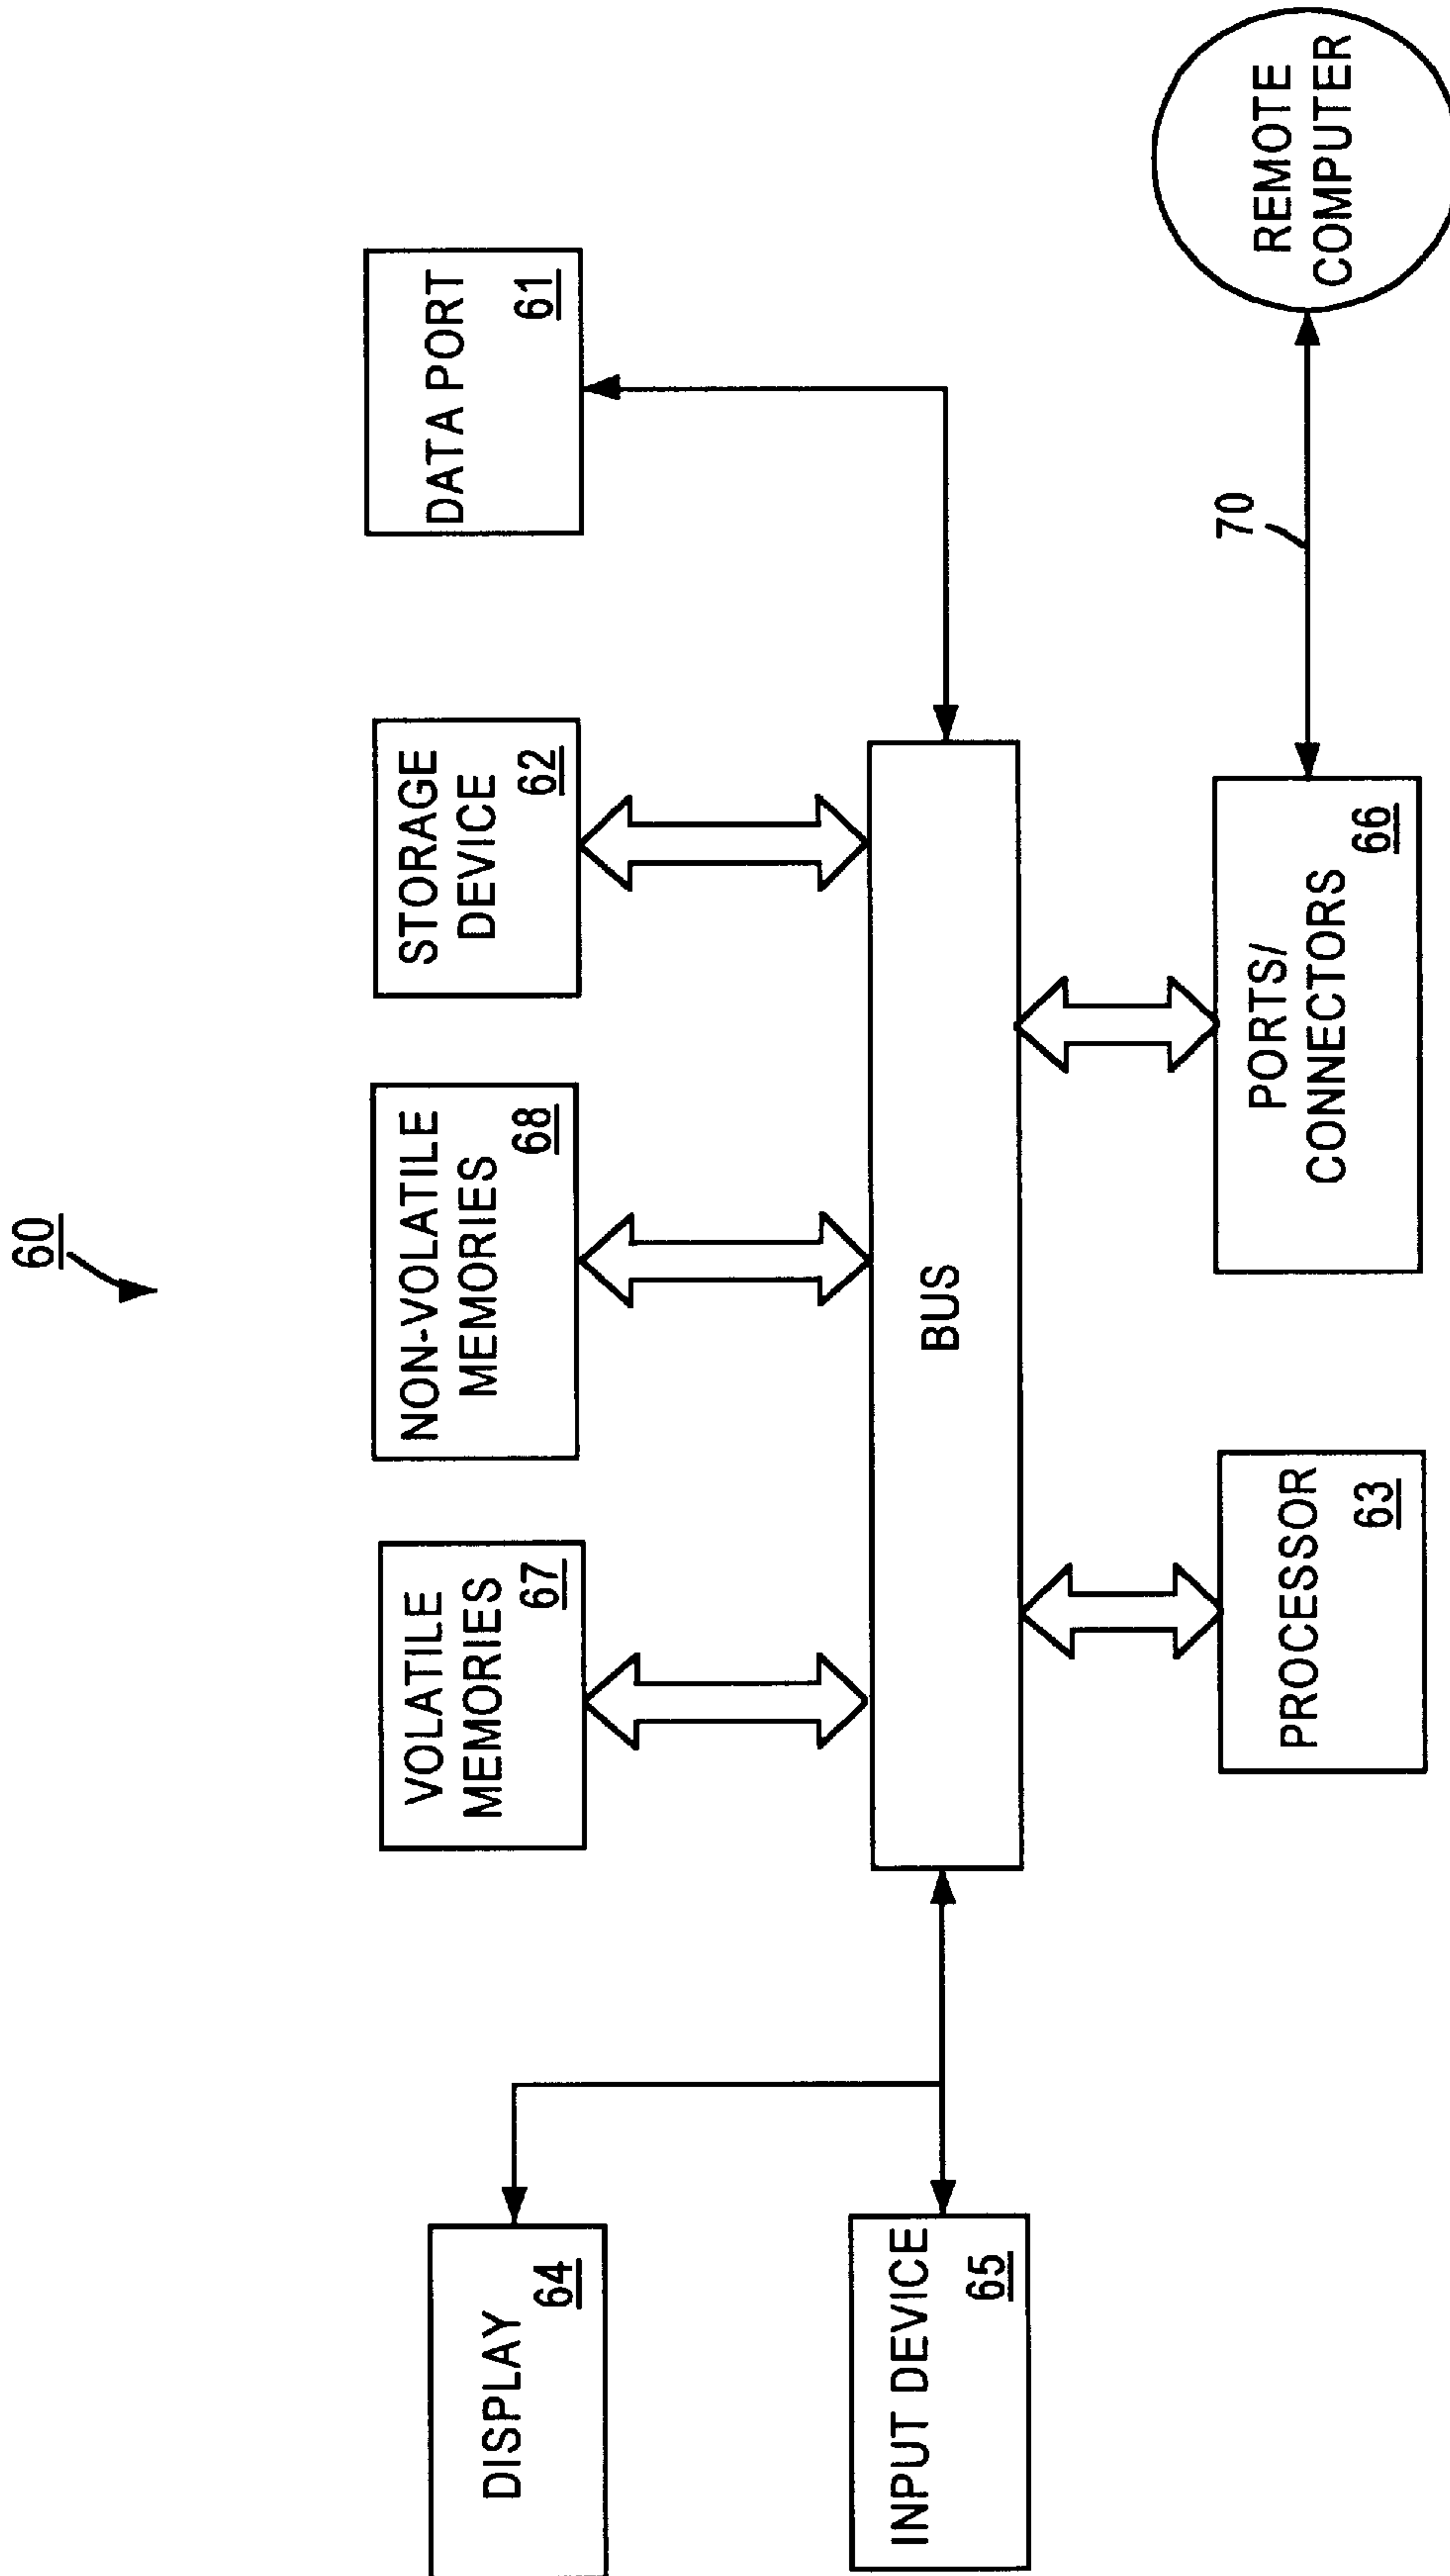 60
VOLATILE
MEMORIES
67
NON-VOLATILE
MEMORIES
68
STORAGE
DEVICE
62
DATA PORT
61
DISPLAY
64
INPUT DEVICE
65
BUS
PROCESSOR
63
PORTS/
CONNECTORS
66
70
REMOTE
COMPUTER